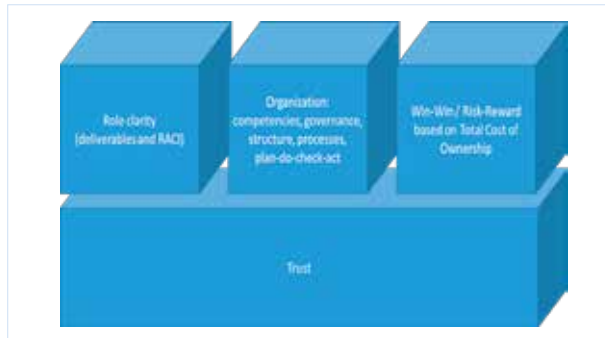 Role clarity
(deliverables and RACI)
Organization:
competencies, governance,
structure, processes,
plan-do-check-act
Win-Win / Risk-Reward
based on Total Cost of
Ownership
Trust